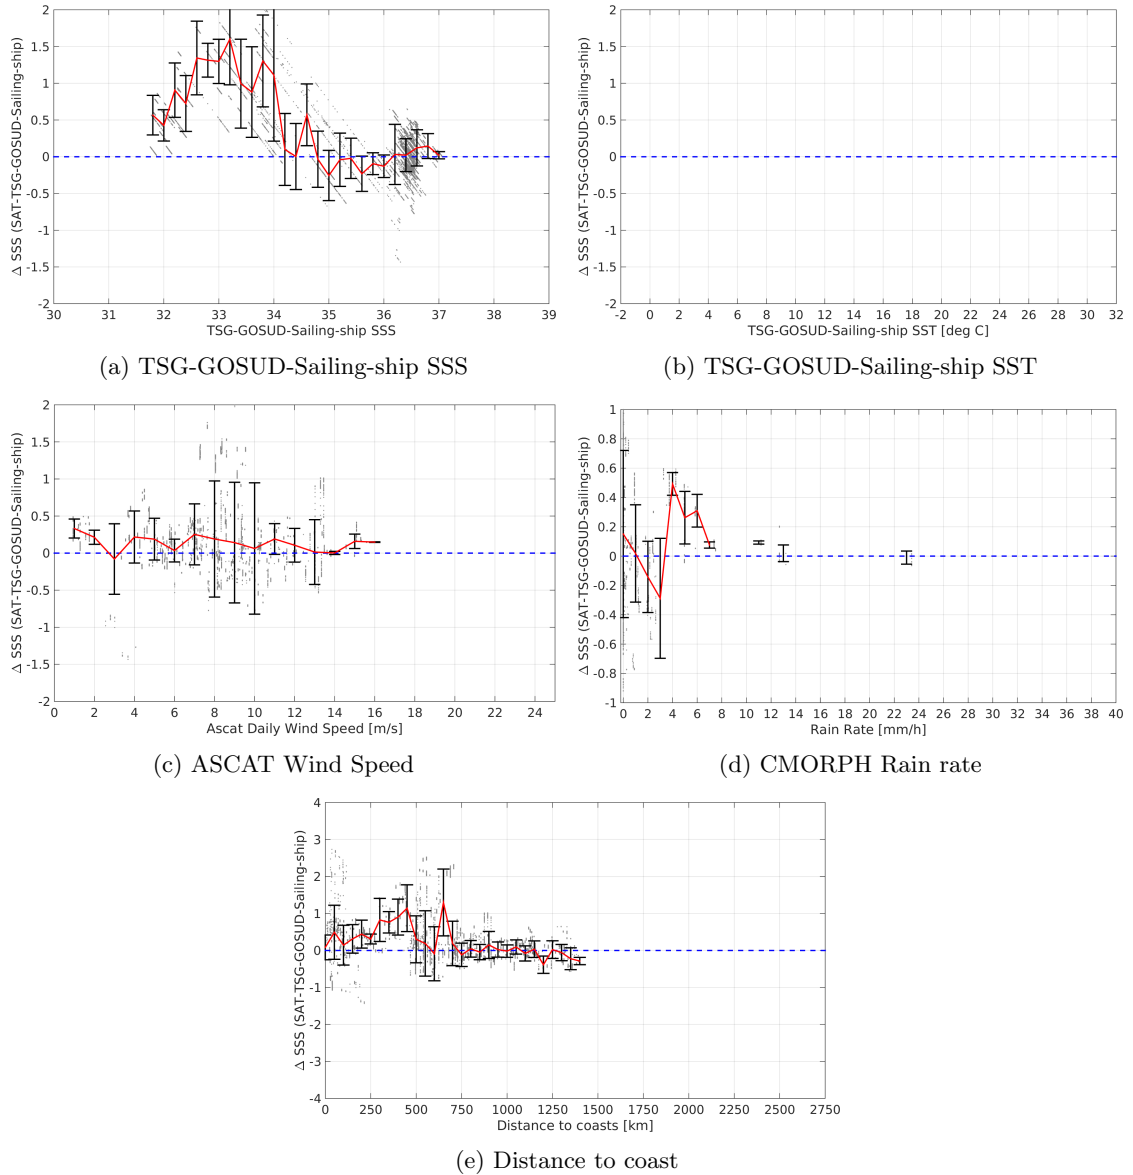 2
1.5
1
0.5
0
-0.5
-1
-1.5
-2
Δ SSS (SAT-TSG-GOSUD-Sailing-ship)
30 31 32 33 34 35 36 37 38 39
TSG-GOSUD-Sailing-ship SSS
(a) TSG-GOSUD-Sailing-ship SSS
2
1.5
1
0.5
0
-0.5
-1
-1.5
-2
Δ SSS (SAT-TSG-GOSUD-Sailing-ship)
-2 0 2 4 6 8 10 12 14 16 18 20 22 24 26 28 30 32
TSG-GOSUD-Sailing-ship SST [deg C]
(b) TSG-GOSUD-Sailing-ship SST
2
1.5
1
0.5
0
-0.5
-1
-1.5
-2
Δ SSS (SAT-TSG-GOSUD-Sailing-ship)
0 2 4 6 8 10 12 14 16 18 20 22 24
Ascat Daily Wind Speed [m/s]
(c) ASCAT Wind Speed
1
0.8
0.6
0.4
0.2
0
-0.2
-0.4
-0.6
-0.8
-1
Δ SSS (SAT-TSG-GOSUD-Sailing-ship)
0 2 4 6 8 10 12 14 16 18 20 22 24 26 28 30 32 34 36 38 40
Rain Rate [mm/h]
(d) CMORPH Rain rate
4
3
2
1
0
-1
-2
-3
-4
Δ SSS (SAT-TSG-GOSUD-Sailing-ship)
0 250 500 750 1000 1250 1500 1750 2000 2250 2500 2750
Distance to coasts [km]
(e) Distance to coast